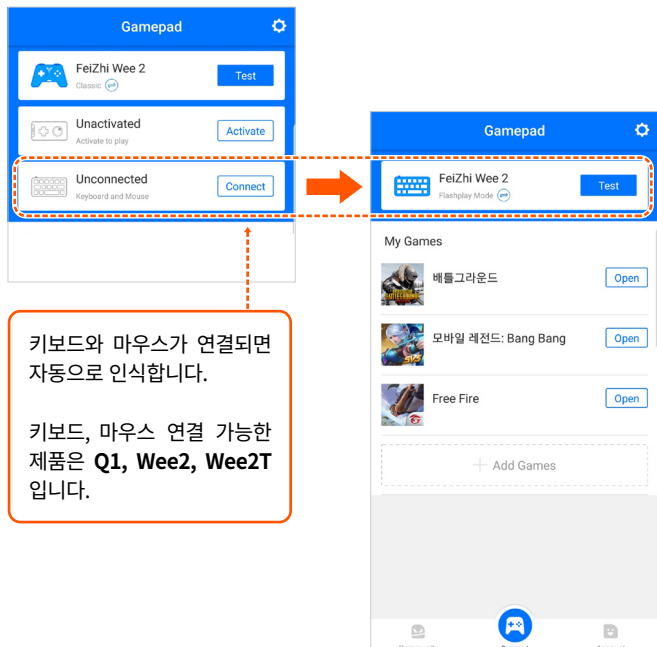 Gamepad
FeiZhi Wee 2
Test
Classic
Unactivated
Activate
Activate to play
Unconnected
Connect
Keyboard and Mouse
키보드와 마우스가 연결되면
자동으로 인식합니다.
키보드, 마우스 연결 가능한
제품은 Q1, Wee2, Wee2T
입니다.
Gamepad
FeiZhi Wee 2
Test
Flashplay Mode
My Games
배틀그라운드
Open
모바일 레전드: Bang Bang
Open
Free Fire
Open
+ Add Games